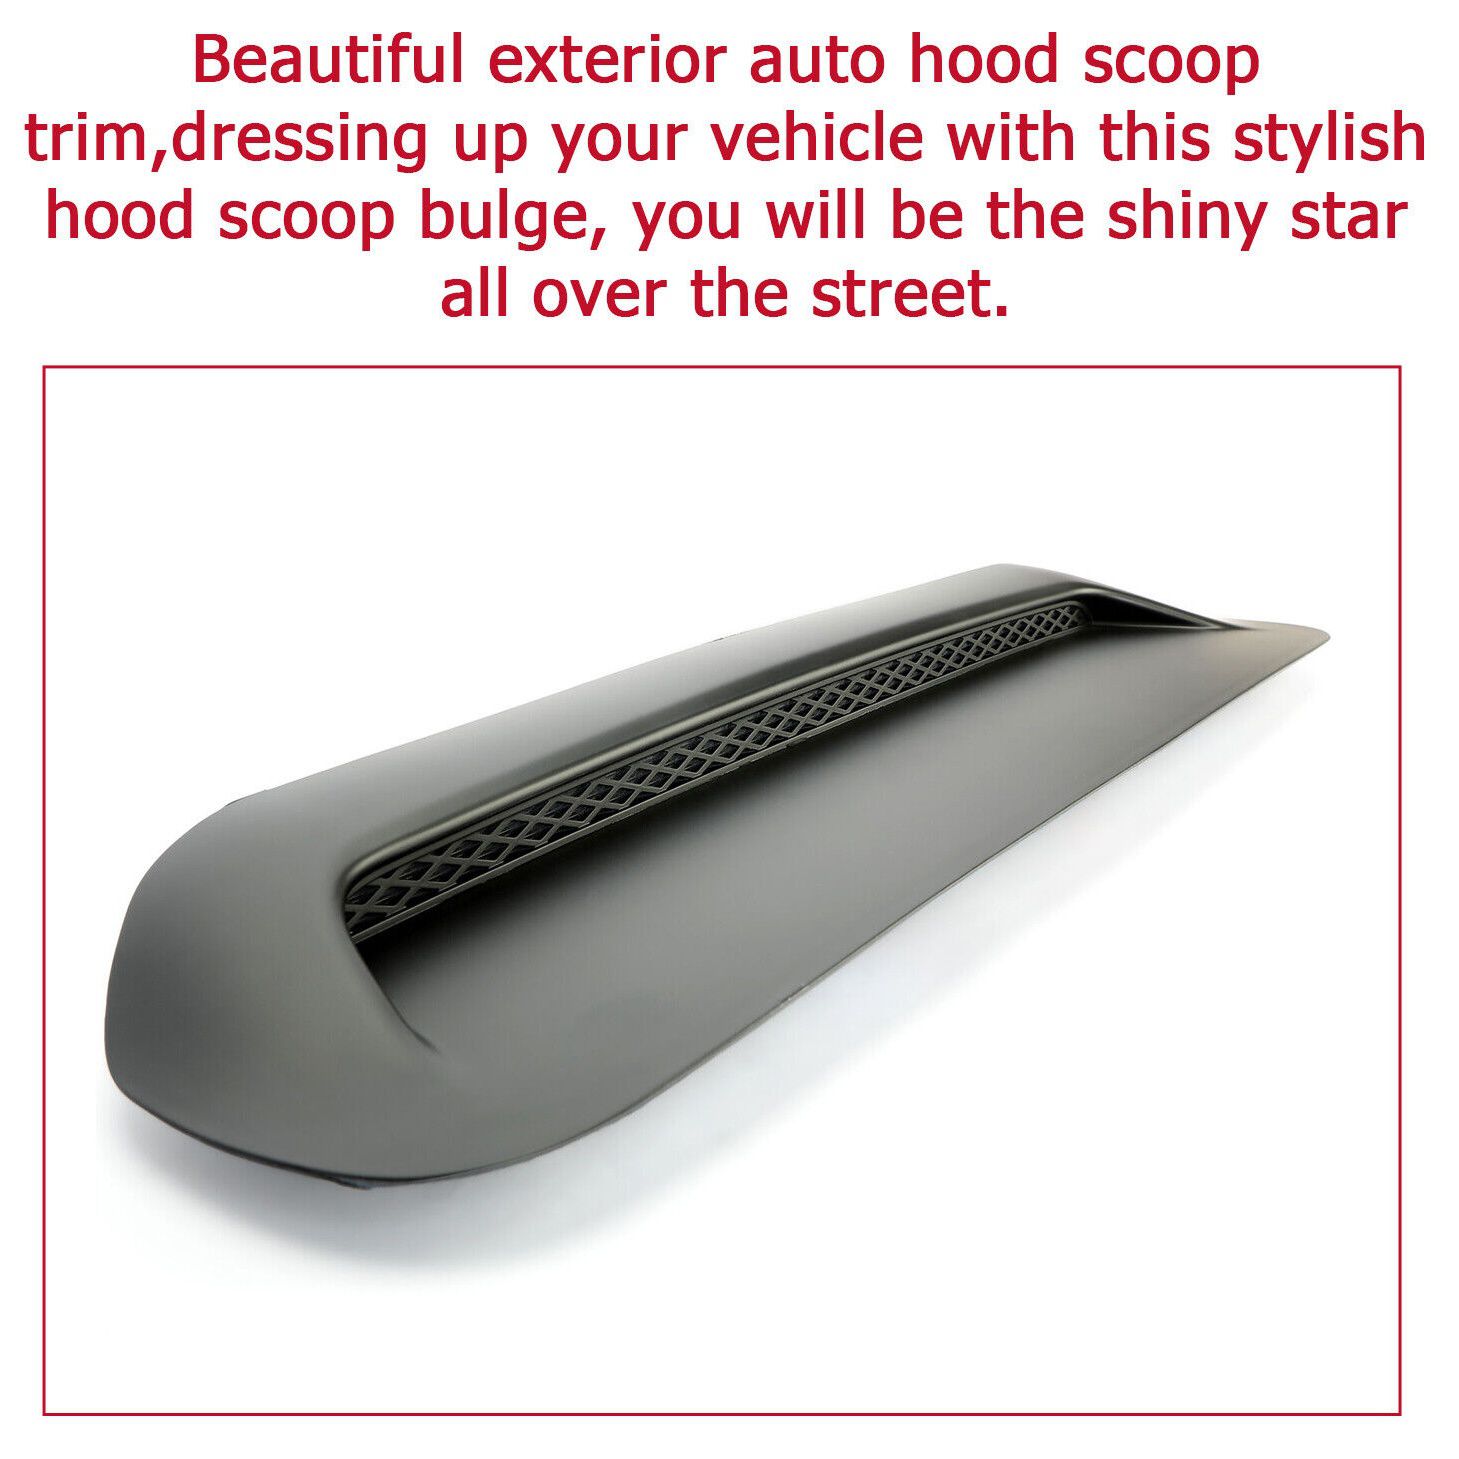 Beautiful exterior auto hood scoop
trim,dressing up your vehicle with this stylish
hood scoop bulge, you will be the shiny star
all over the street.